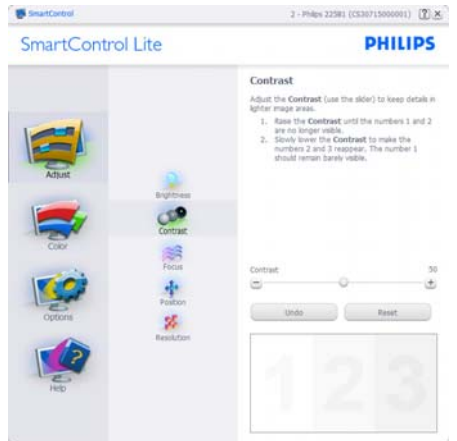 SmartControl
2 - Philips 225B1 (CS30715000001)
SmartControl Lite
PHILIPS
Adjust
Color
Options
Help
Brightness
Contrast
Focus
Position
Resolution
Contrast
Adjust the Contrast (use the slider) to keep details in
lighter image areas.
1. Raise the Contrast until the numbers 1 and 2
are no longer visible.
2. Slowly lower the Contrast to make the
numbers 2 and 3 reappear. The number 1
should remain barely visible.
Contrast
50
Undo
Reset
1 2 3